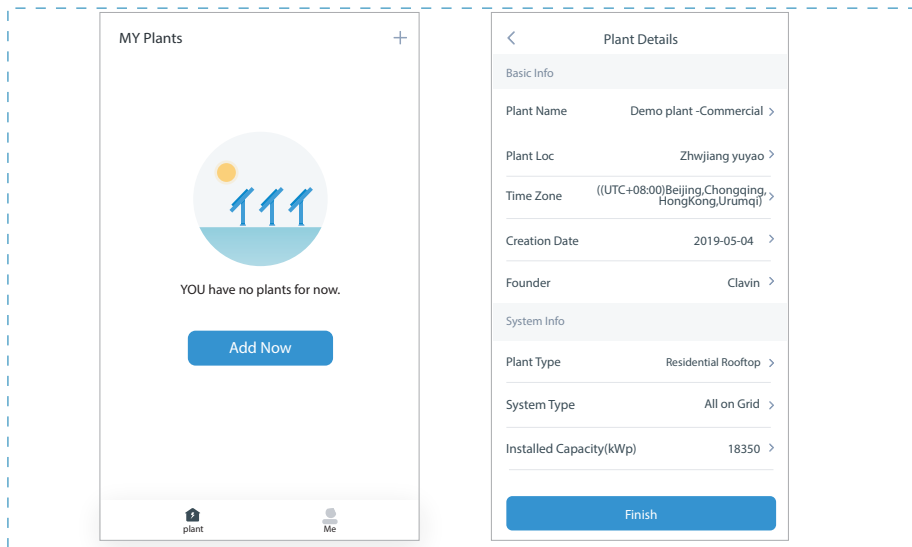 MY Plants
YOU have no plants for now.
Add Now
plant
Me
Plant Details
Basic Info
Plant Name
Demo plant -Commercial
Plant Loc
Zhwjiang yuyao
Time Zone
((UTC+08:00)Beijing,Chongqing,
HongKong,Urumqi)
Creation Date
2019-05-04
Founder
Clavin
System Info
Plant Type
Residential Rooftop
System Type
All on Grid
Installed Capacity(kWp)
18350
Finish